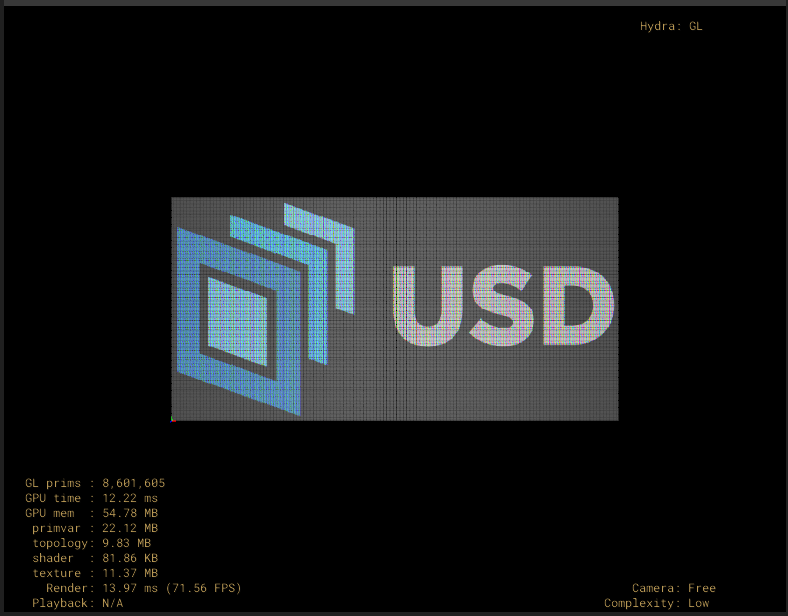 Hydra: GL
USD
GL prims : 8,601,605
GPU time : 12.22 ms
GPU mem  : 54.78 MB
primvar : 22.12 MB
topology: 9.83 MB
shader  : 81.86 KB
texture : 11.37 MB
Render: 13.97 ms (71.56 FPS)
Playback: N/A
Camera: Free
Complexity: Low